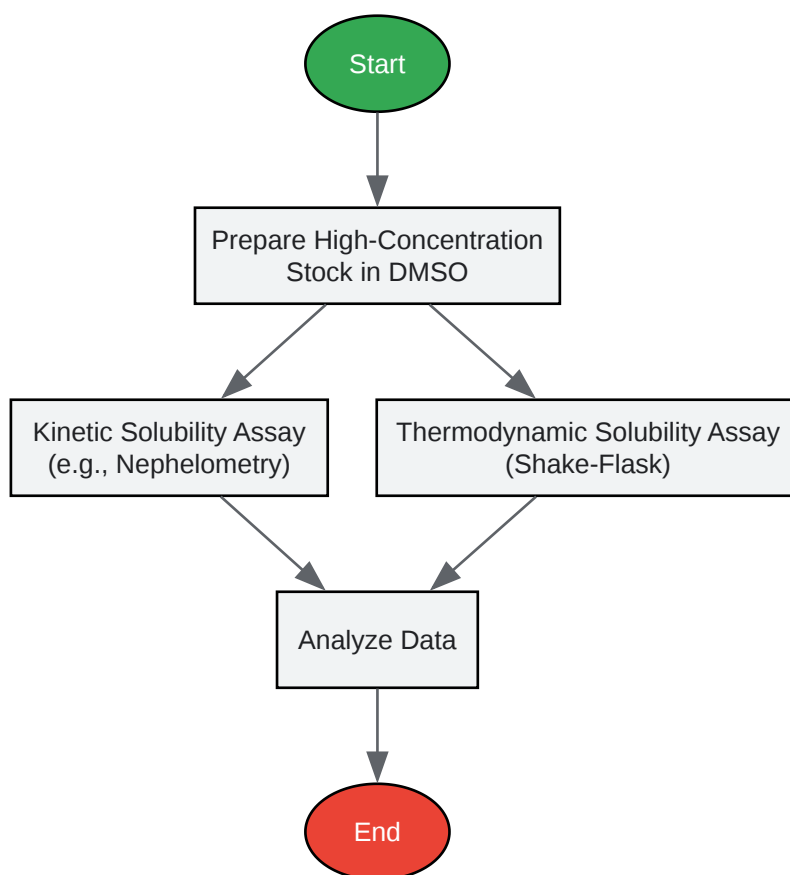 Start
Prepare High-Concentration
Stock in DMSO
Kinetic Solubility Assay
(e.g., Nephelometry)
Thermodynamic Solubility Assay
(Shake-Flask)
Analyze Data
End